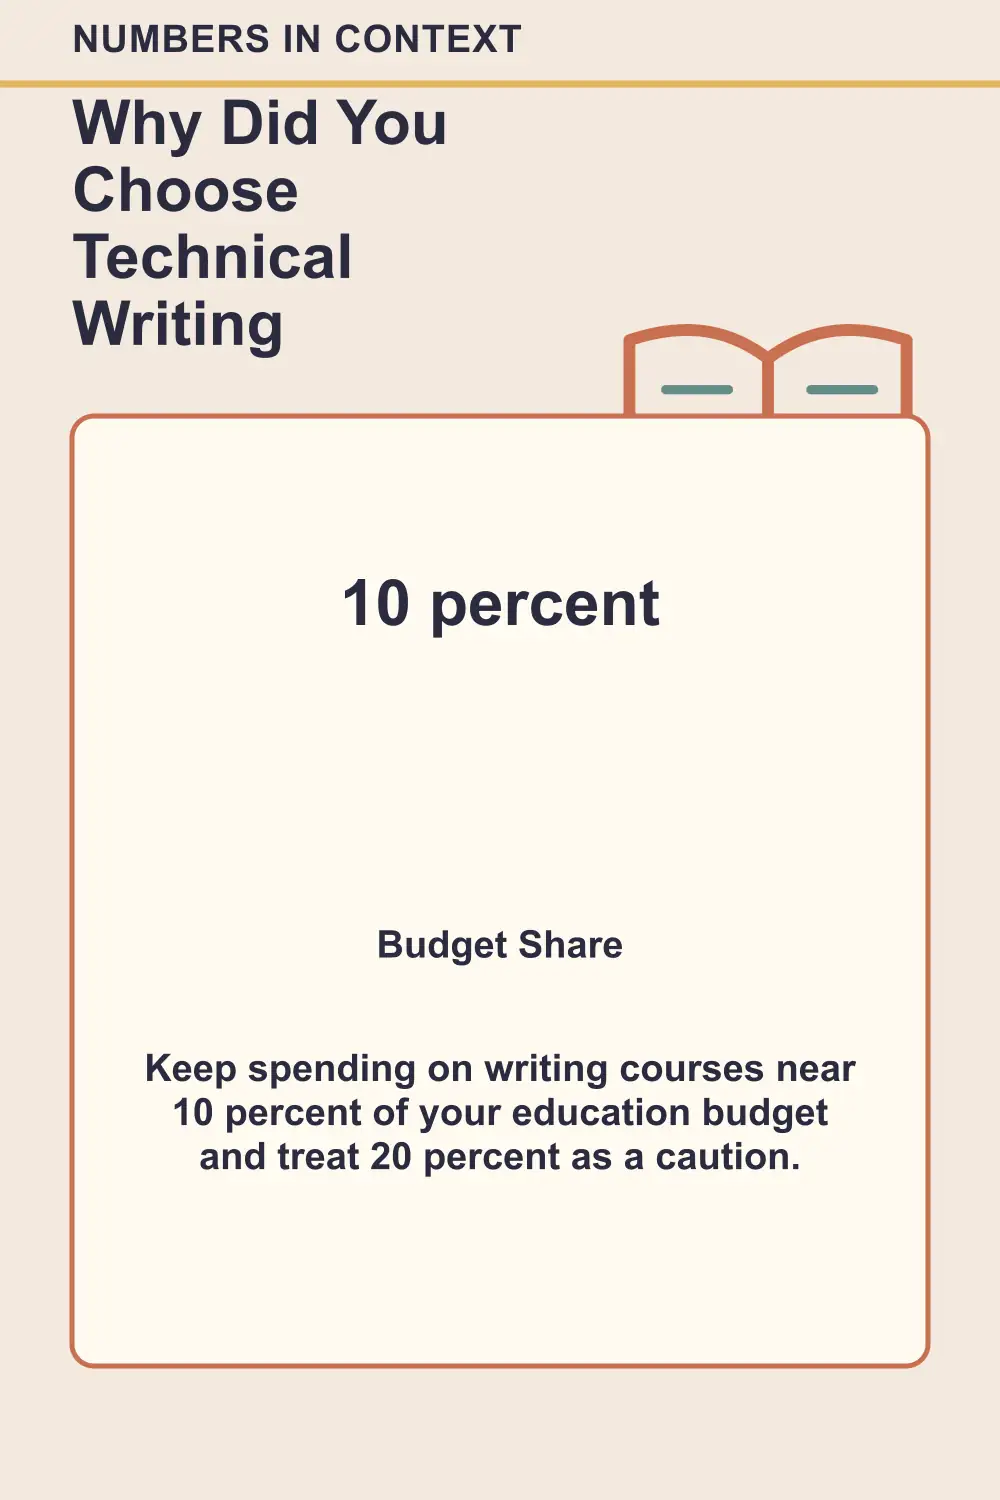 NUMBERS IN CONTEXT
Why Did You
Choose
Technical
Writing
10 percent
Budget Share
Keep spending on writing courses near
10 percent of your education budget
and treat 20 percent as a caution.